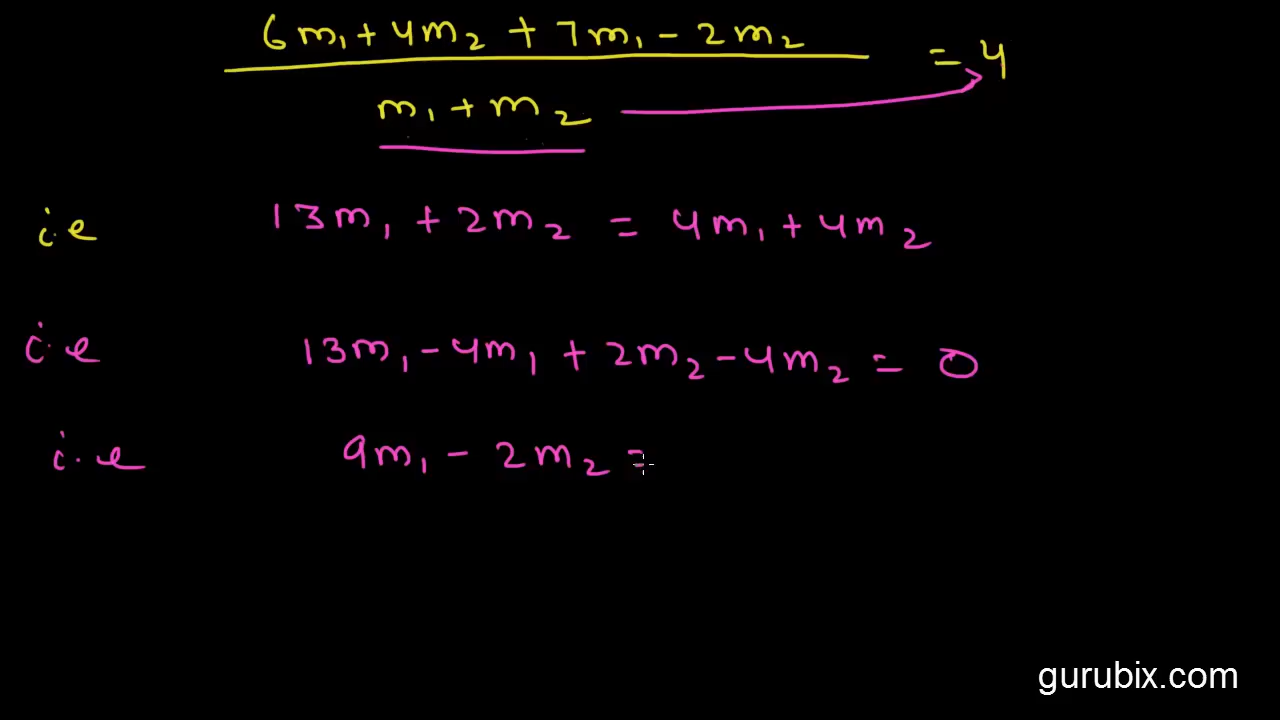 6m₁ + 4m₂ + 7m₁ - 2m₂
= 4
m₁ + m₂
i.e 13m₁ + 2m₂ = 4m₁ + 4m₂
i.e 13m₁ - 4m₁ + 2m₂ - 4m₂ = 0
i.e 9m₁ - 2m₂ =
gurubix.com